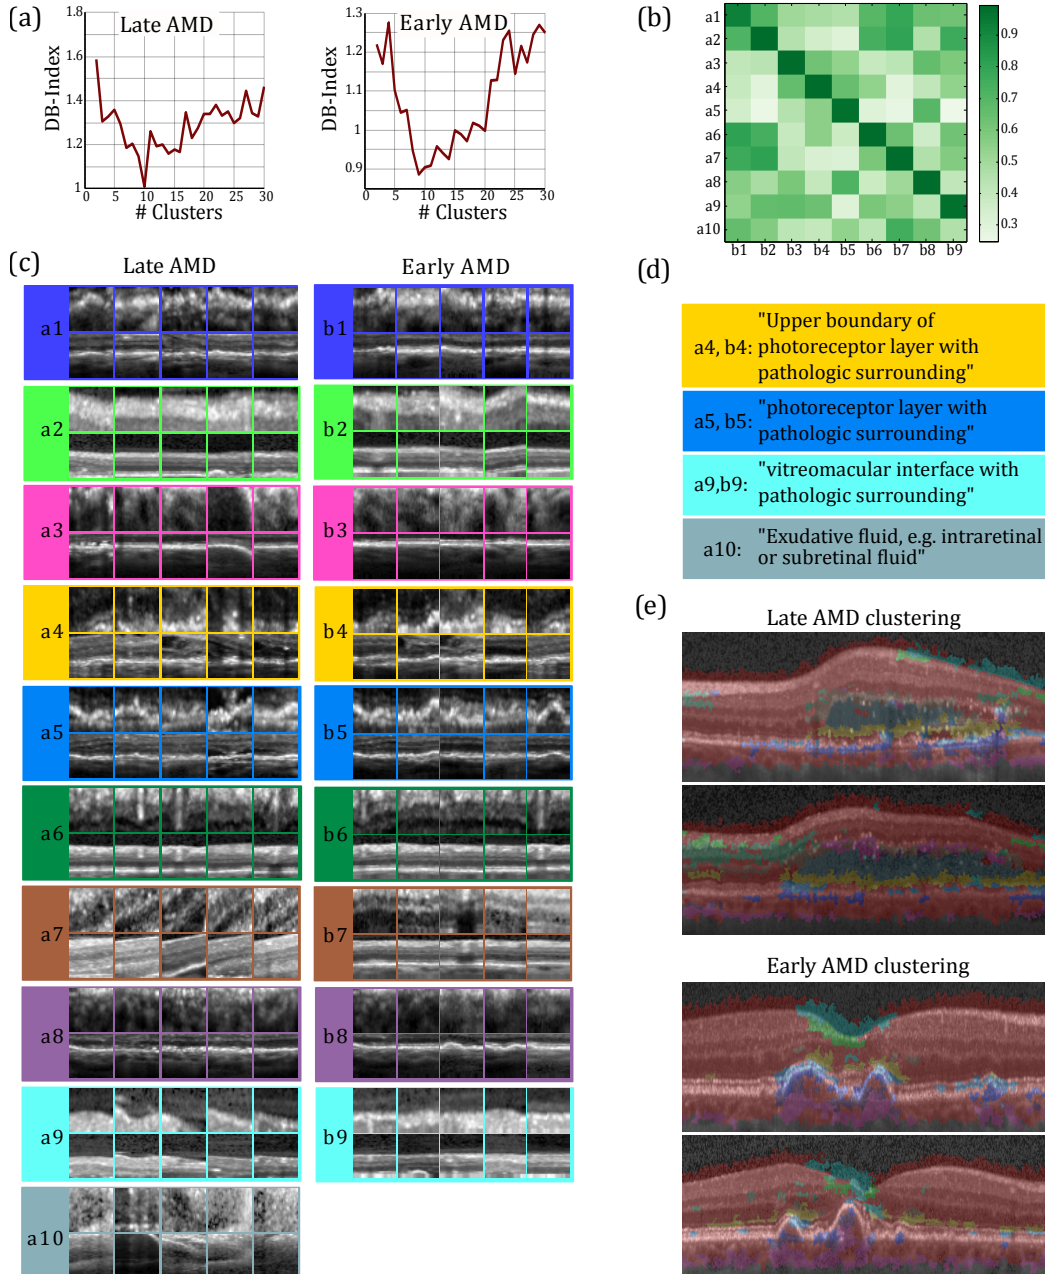 (a)
Late AMD
DB-Index
1.8
1.6
1.4
1.2
1
0
5
10
15
20
25
30
# Clusters
Early AMD
DB-Index
1.3
1.2
1.1
1
0.9
0
5
10
15
20
25
30
# Clusters
(b)
a1
a2
a3
a4
a5
a6
a7
a8
a9
a10
b1
b2
b3
b4
b5
b6
b7
b8
b9
0.9
0.8
0.7
0.6
0.5
0.4
0.3
(c)
Late AMD
Early AMD
a1
b1
a2
b2
a3
b3
a4
b4
a5
b5
a6
b6
a7
b7
a8
b8
a9
b9
a10
(d)
a4, b4: "Upper boundary of
photoreceptor layer with
pathologic surrounding"
a5, b5: "photoreceptor layer with
pathologic surrounding"
a9,b9: "vitreomacular interface with
pathologic surrounding"
a10: "Exudative fluid, e.g. intraretinal
or subretinal fluid"
(e)
Late AMD clustering
Early AMD clustering